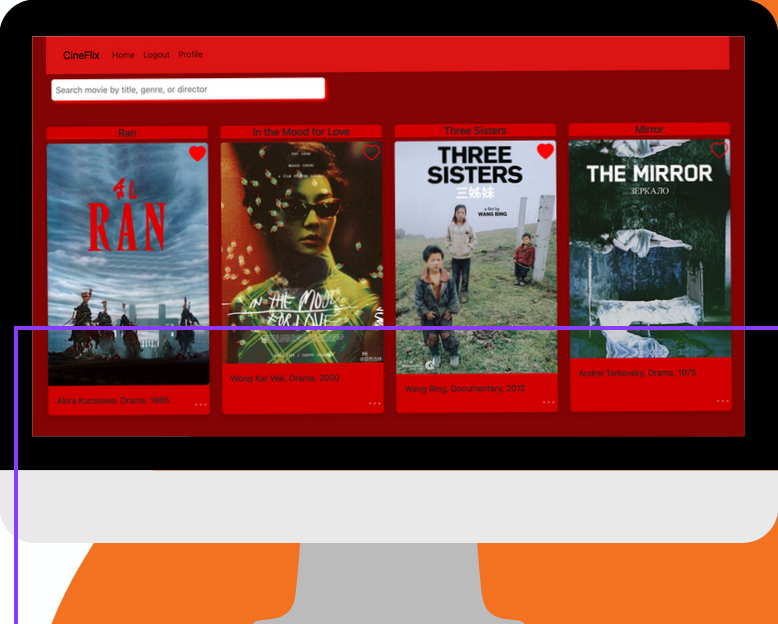 CineFlix Home Logout Profile
Search movie by title, genre, or director
Ran
In the Mood for Love
Three Sisters
Mirror
RAN
IN THE MOOD
FOR LOVE
THREE
SISTERS
三姊妹
a film by
WANG BING
THE MIRROR
ЗЕРКАЛО
Akira Kurosawa, Drama, 1985
Wong Kar Wai, Drama, 2000
Wang Bing, Documentary, 2012
Andrei Tarkovsky, Drama, 1975